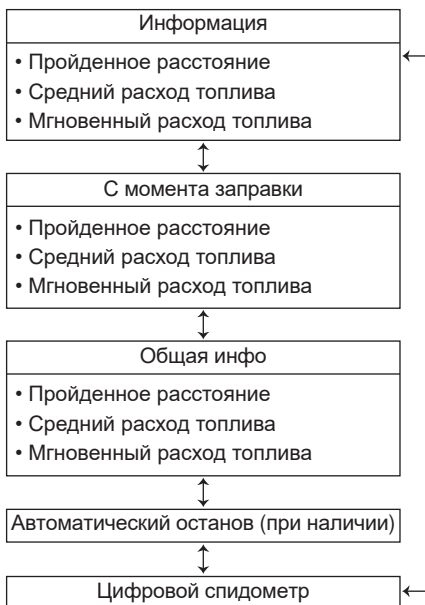 Информация
• Пройденное расстояние
• Средний расход топлива
• Мгновенный расход топлива
С момента заправки
• Пройденное расстояние
• Средний расход топлива
• Мгновенный расход топлива
Общая инфо
• Пройденное расстояние
• Средний расход топлива
• Мгновенный расход топлива
Автоматический останов (при наличии)
Цифровой спидометр